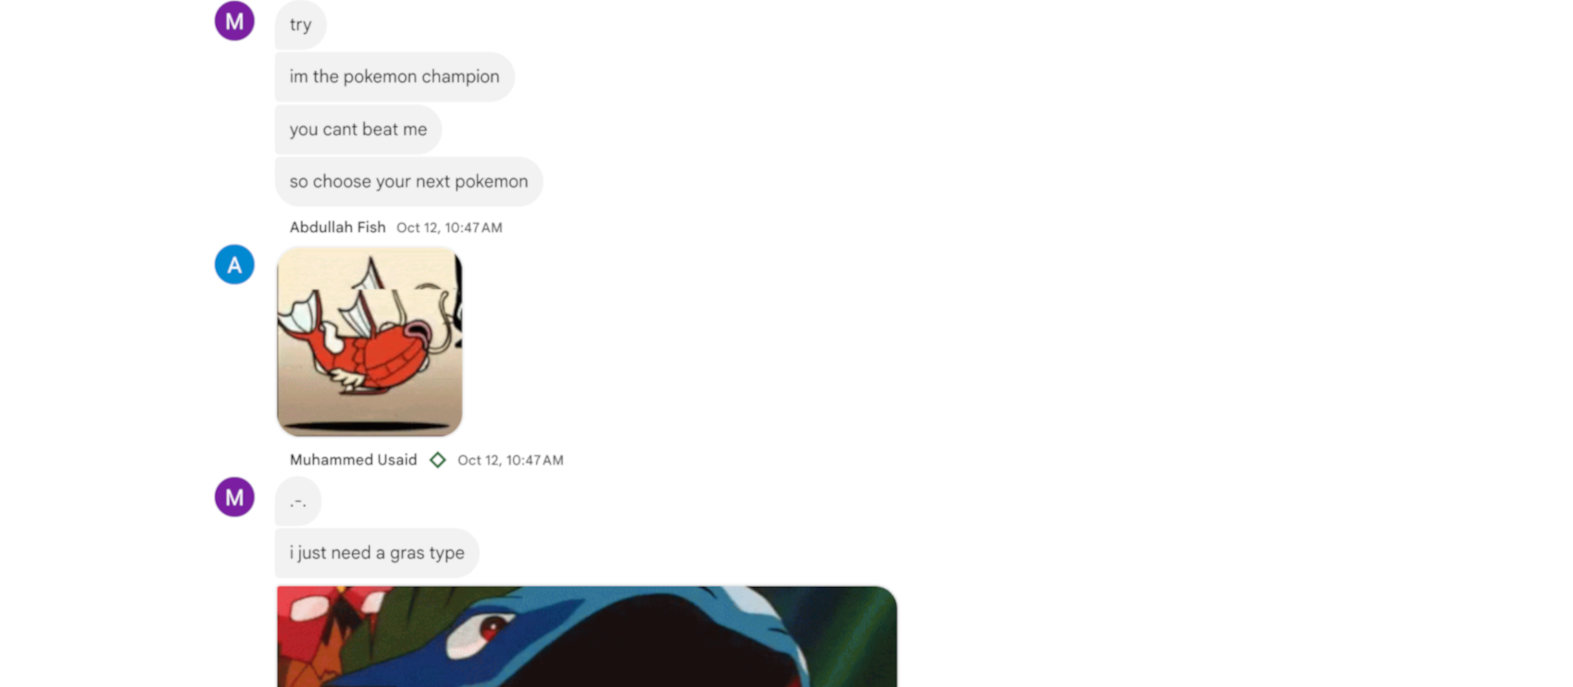 M
try
im the pokemon champion
you cant beat me
so choose your next pokemon
Abdullah Fish Oct 12, 10:47 AM
A
Muhammed Usaid Oct 12, 10:47 AM
M
.-.
i just need a gras type